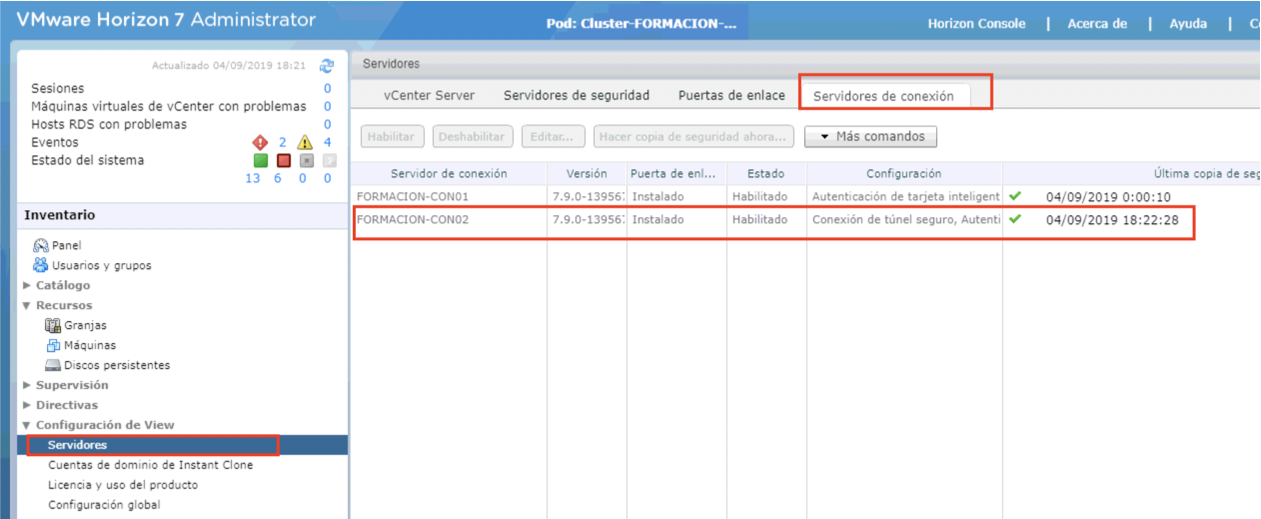 VMware Horizon 7 Administrator
Pod: Cluster-FORMACION-...
Horizon Console | Acerca de | Ayuda |
Actualizado 04/09/2019 18:21
Sesiones 0
Máquinas virtuales de vCenter con problemas 0
Hosts RDS con problemas 0
Eventos 2 4
Estado del sistema
13 6 0 0
Inventario
Panel
Usuarios y grupos
Catálogo
Recursos
Granjas
Máquinas
Discos persistentes
Supervisión
Directivas
Configuración de View
Servidores
Cuentas de dominio de Instant Clone
Licencia y uso del producto
Configuración global
Servidores
vCenter Server Servidores de seguridad Puertas de enlace Servidores de conexión
Habilitar Deshabilitar Editar... Hacer copia de seguridad ahora... Más comandos
Servidor de conexión Versión Puerta de enl... Estado Configuración Última copia de seg
FORMACION-CON01 7.9.0-13956 Instalado Habilitado Autenticación de tarjeta inteligent 04/09/2019 0:00:10
FORMACION-CON02 7.9.0-13956 Instalado Habilitado Conexión de túnel seguro, Autenti 04/09/2019 18:22:28